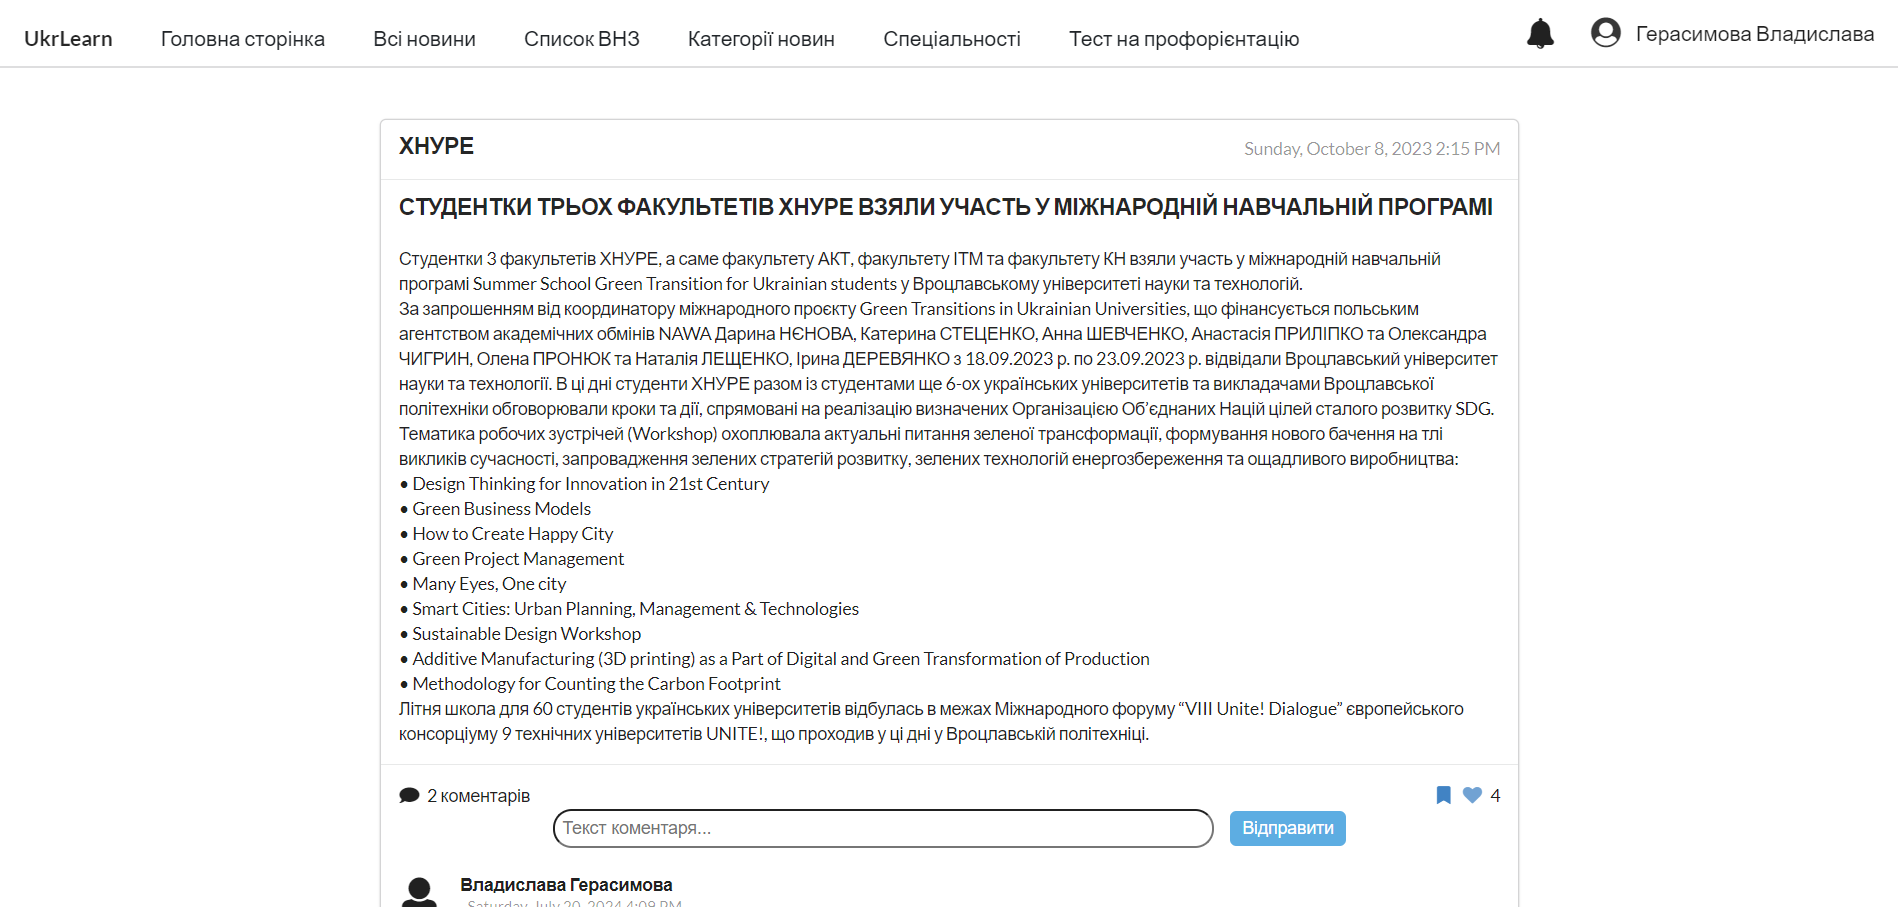 UkrLearn Головна сторінка Всі новини Список ВНЗ Категорії новин Спеціальності Тест на профорієнтацію Герасимова Владислава
ХНУРЕ Sunday, October 8, 2023 2:15 PM
СТУДЕНТКИ ТРЬОХ ФАКУЛЬТЕТІВ ХНУРЕ ВЗЯЛИ УЧАСТЬ У МІЖНАРОДНІЙ НАВЧАЛЬНІЙ ПРОГРАМІ
Студентки 3 факультетів ХНУРЕ, а саме факультету АКТ, факультету ІТМ та факультету КН взяли участь у міжнародній навчальній
програмі Summer School Green Transition for Ukrainian students у Вроцлавському університеті науки та технологій.
За запрошенням від координатору міжнародного проєкту Green Transitions in Ukrainian Universities, що фінансується польським
агентством академічних обмінів NAWA Дарина НЄНОВА, Катерина СТЕЦЕНКО, Анна ШЕВЧЕНКО, Анастасія ПРИЛІПКО та Олександра
ЧИГРИН, Олена ПРОНЮК та Наталія ЛЕЩЕНКО, Ірина ДЕРЕВЯНКО з 18.09.2023 р. по 23.09.2023 р. відвідали Вроцлавський університет
науки та технології. В ці дні студенти ХНУРЕ разом із студентами ще 6-ох українських університетів та викладачами Вроцлавської
політехніки обговорювали кроки та дії, спрямовані на реалізацію визначених Організацією Об’єднаних Націй цілей сталого розвитку SDG.
Тематика робочих зустрічей (Workshop) охоплювала актуальні питання зеленої трансформації, формування нового бачення на тлі
викликів сучасності, запровадження зелених стратегій розвитку, зелених технологій енергозбереження та ощадливого виробництва:
• Design Thinking for Innovation in 21st Century
• Green Business Models
• How to Create Happy City
• Green Project Management
• Many Eyes, One city
• Smart Cities: Urban Planning, Management & Technologies
• Sustainable Design Workshop
• Additive Manufacturing (3D printing) as a Part of Digital and Green Transformation of Production
• Methodology for Counting the Carbon Footprint
Літня школа для 60 студентів українських університетів відбулась в межах Міжнародного форуму “VIII Unite! Dialogue” європейського
консорціуму 9 технічних університетів UNITE!, що проходив у ці дні у Вроцлавській політехніці.
2 коментарів 4
Текст коментаря... Відправити
Владислава Герасимова
Saturday, July 20, 2024 4:09 PM